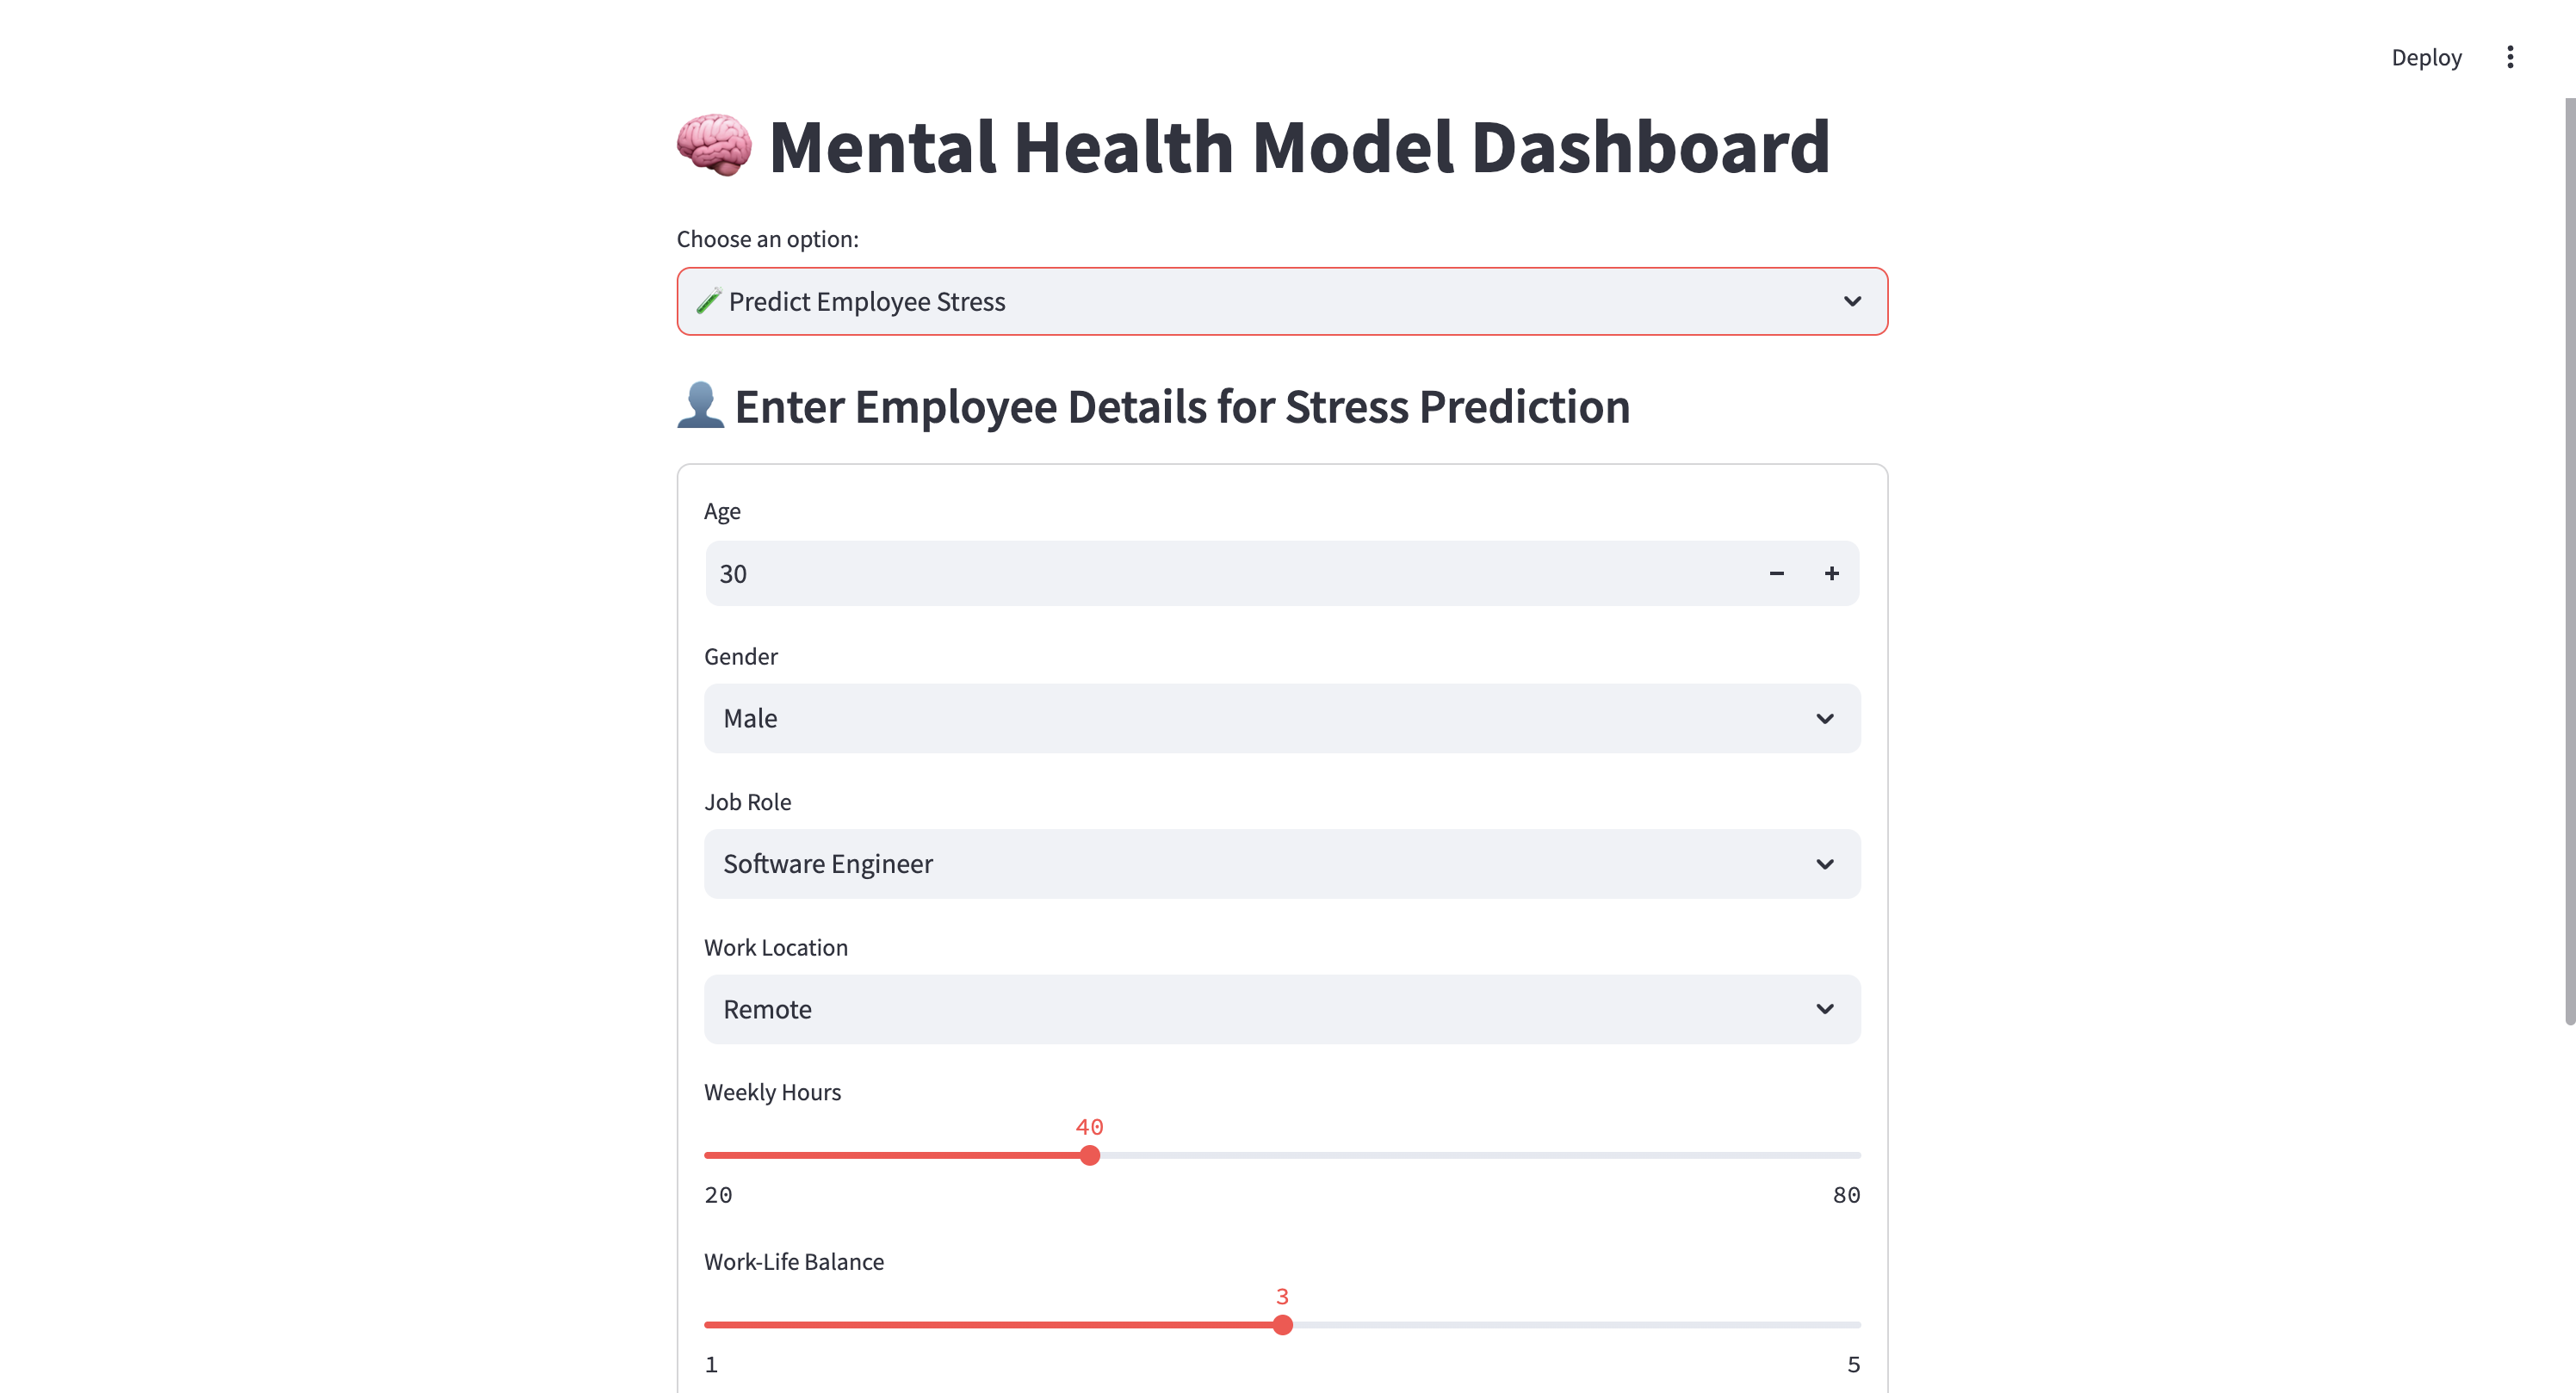 Deploy
Mental Health Model Dashboard
Choose an option:
Predict Employee Stress
Enter Employee Details for Stress Prediction
Age
30
Gender
Male
Job Role
Software Engineer
Work Location
Remote
Weekly Hours
40
20 80
Work-Life Balance
3
1 5